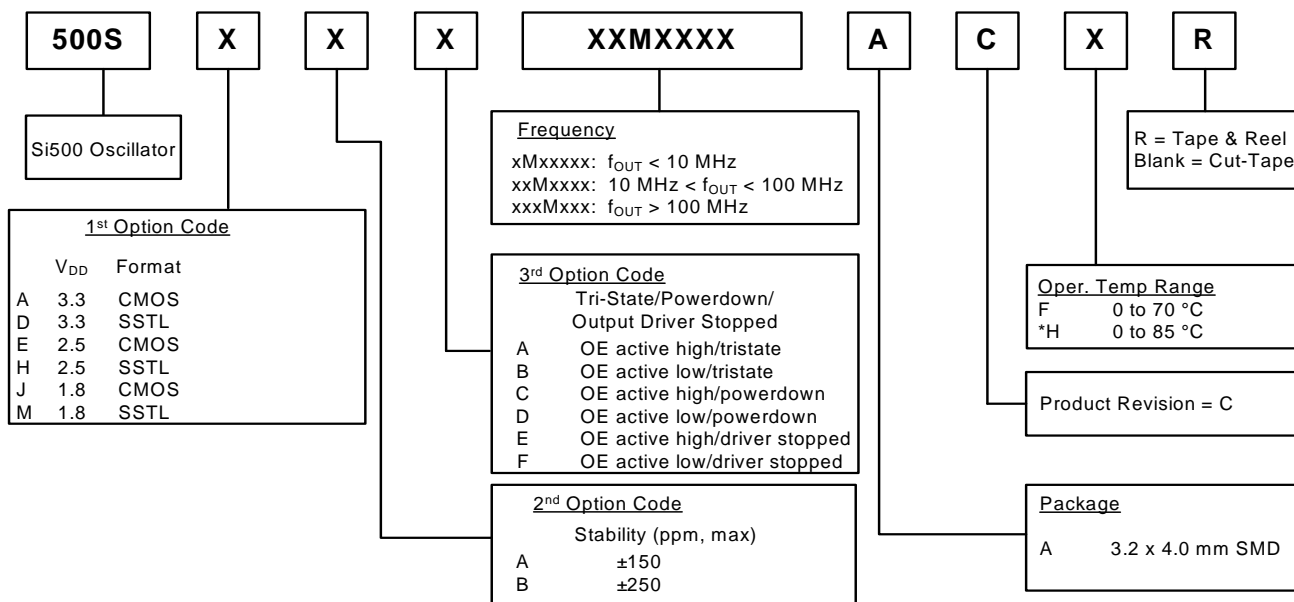 500S X X X XXMXXXX A C X R
Si500 Oscillator
1st Option Code
VDD Format
A 3.3 CMOS
D 3.3 SSTL
E 2.5 CMOS
H 2.5 SSTL
J 1.8 CMOS
M 1.8 SSTL
Frequency
xMxxxxx: fOUT < 10 MHz
xxMxxxx: 10 MHz < fOUT < 100 MHz
xxxMxxx: fOUT > 100 MHz
3rd Option Code
Tri-State/Powerdown/
Output Driver Stopped
A OE active high/tristate
B OE active low/tristate
C OE active high/powerdown
D OE active low/powerdown
E OE active high/driver stopped
F OE active low/driver stopped
2nd Option Code
Stability (ppm, max)
A ±150
B ±250
R = Tape & Reel
Blank = Cut-Tape
Oper. Temp Range
F 0 to 70 °C
*H 0 to 85 °C
Product Revision = C
Package
A 3.2 x 4.0 mm SMD